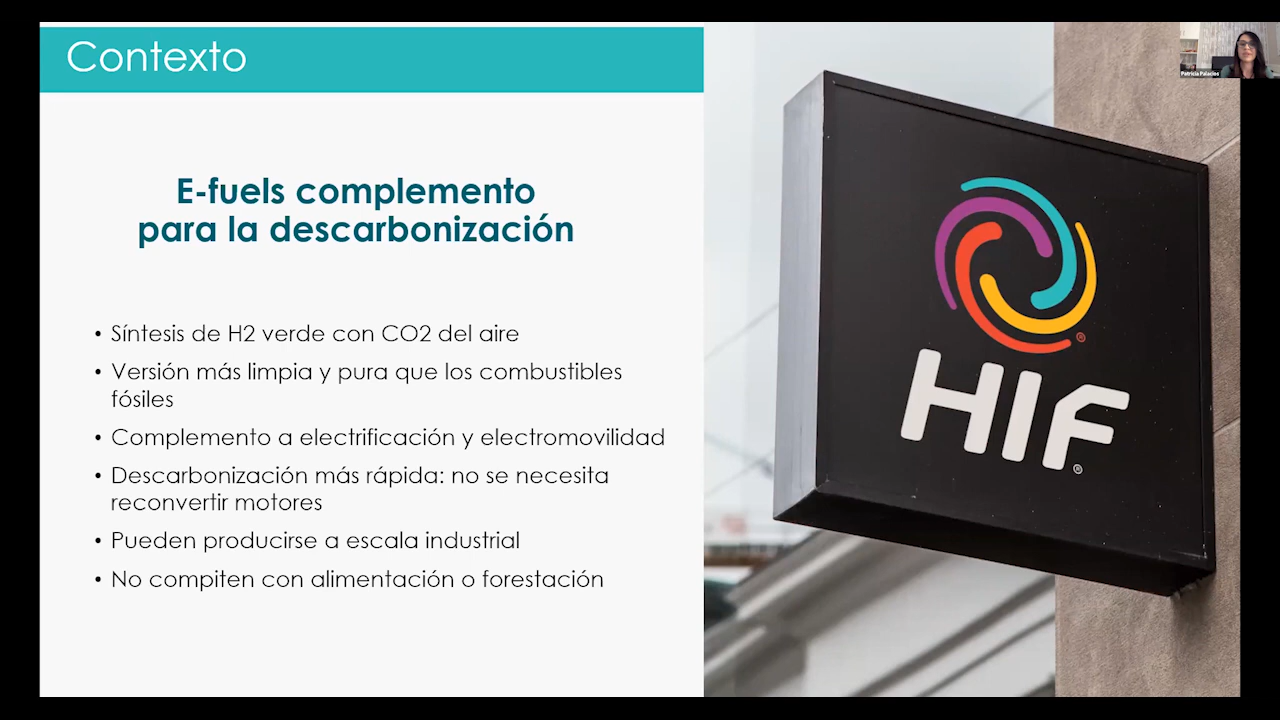 Contexto
E-fuels complemento
para la descarbonización
• Síntesis de H2 verde con CO2 del aire
• Versión más limpia y pura que los combustibles
fósiles
• Complemento a electrificación y electromovilidad
• Descarbonización más rápida: no se necesita
reconvertir motores
• Pueden producirse a escala industrial
• No compiten con alimentación o forestación
®
HIF®
Patricia Palacios